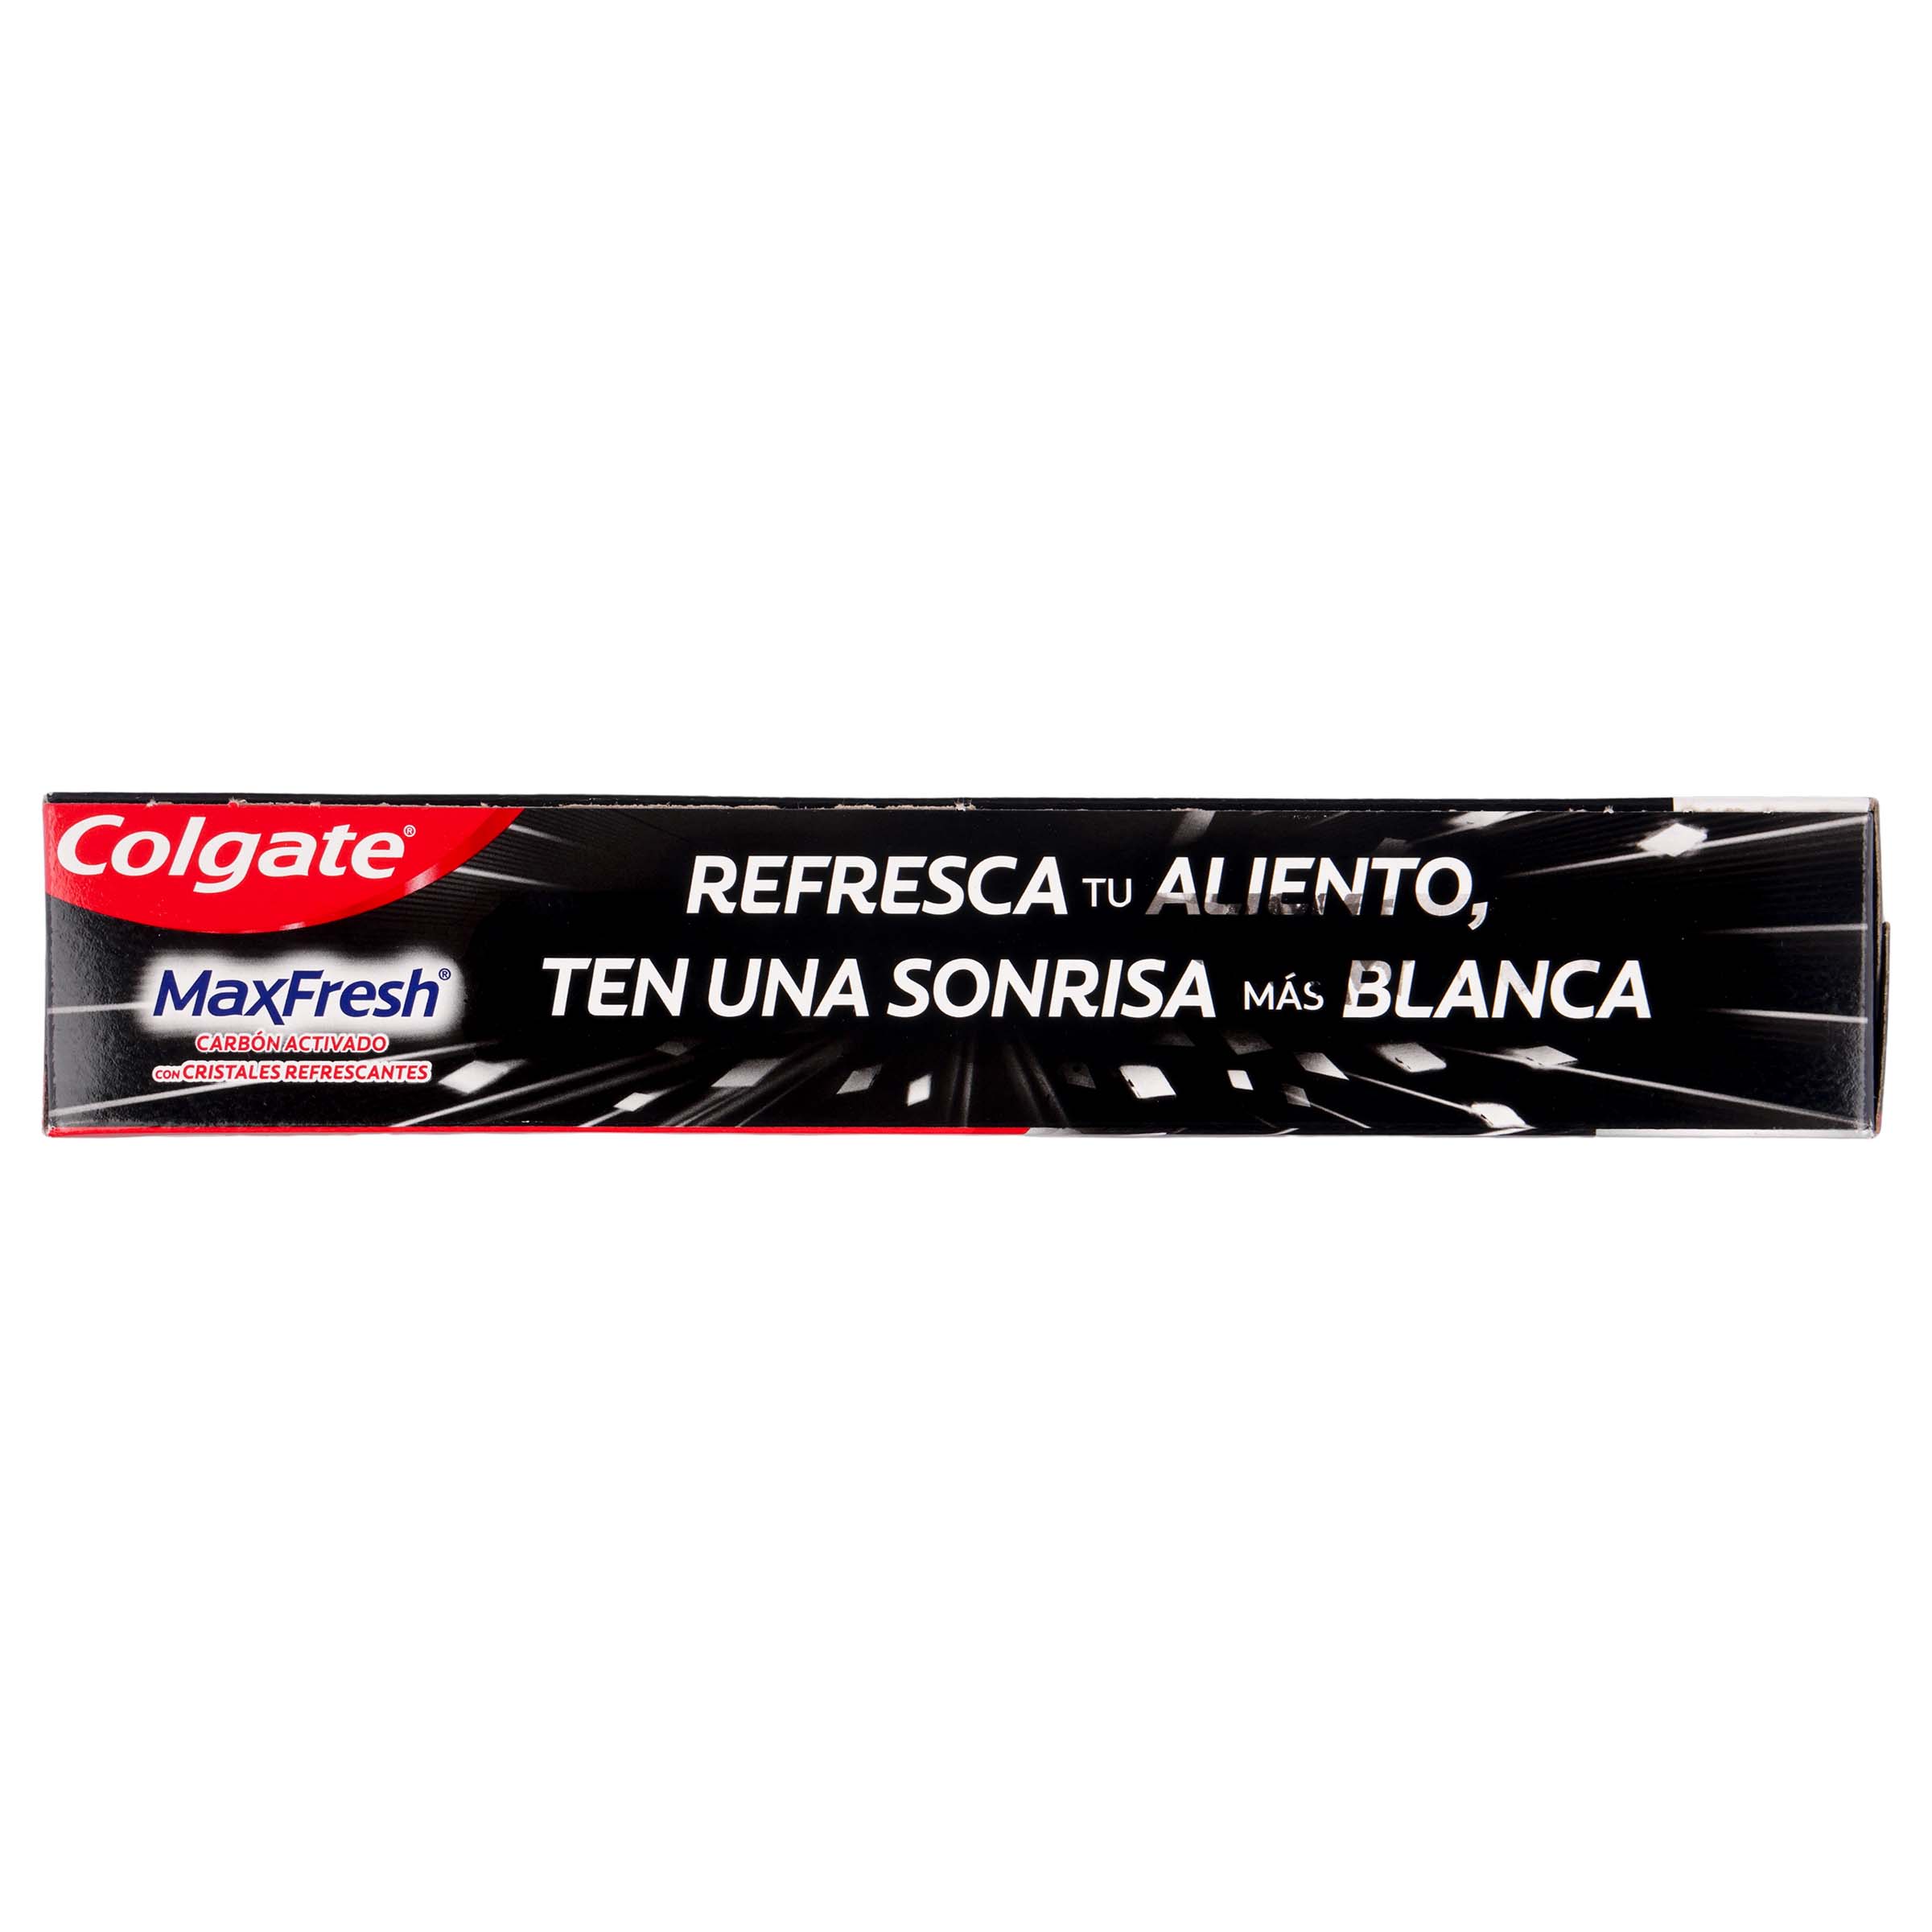 Colgate®
MaxFresh®
CARBÓN ACTIVADO
CON CRISTALES REFRESCANTES
REFRESCA TU ALIENTO,
TEN UNA SONRISA MÁS BLANCA